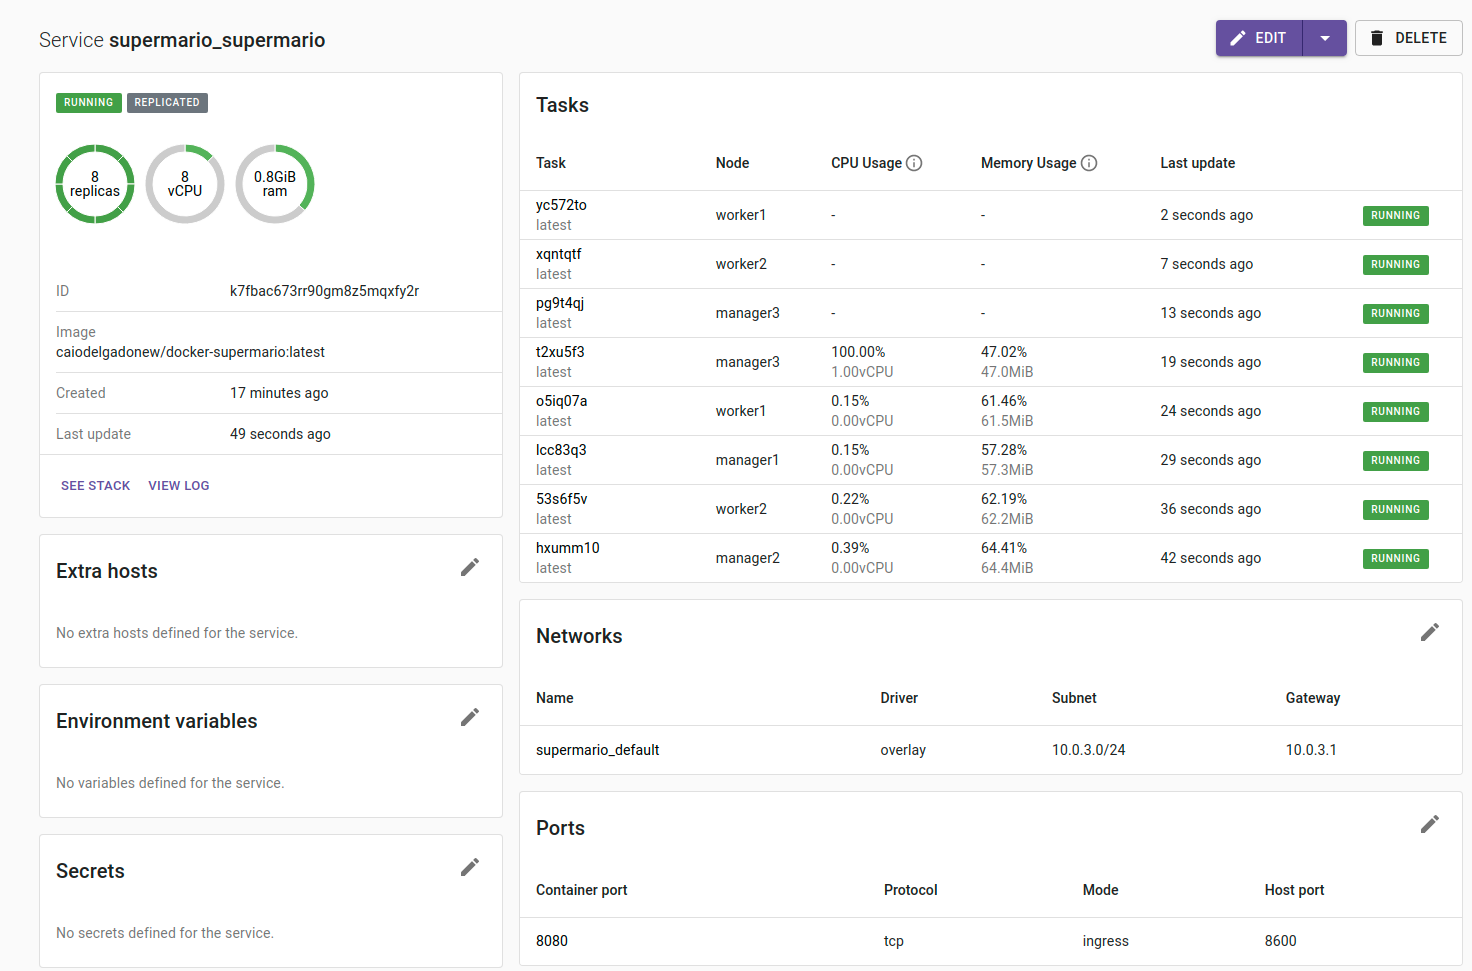 Service supermario_supermario
EDIT
DELETE
RUNNING REPLICATED
8
replicas
8
vCPU
0.8GiB
ram
ID k7fbac673rr90gm8z5mqxfy2r
Image
caiodelgadonew/docker-supermario:latest
Created 17 minutes ago
Last update 49 seconds ago
SEE STACK VIEW LOG
Extra hosts
No extra hosts defined for the service.
Environment variables
No variables defined for the service.
Secrets
No secrets defined for the service.
Tasks
Task Node CPU Usage Memory Usage Last update
yc572to
latest
worker1 - - 2 seconds ago RUNNING
xqntqtf
latest
worker2 - - 7 seconds ago RUNNING
pg9t4qj
latest
manager3 - - 13 seconds ago RUNNING
t2xu5f3
latest
manager3
100.00%
1.00vCPU
47.02%
47.0MiB
19 seconds ago RUNNING
o5iq07a
latest
worker1
0.15%
0.00vCPU
61.46%
61.5MiB
24 seconds ago RUNNING
lcc83q3
latest
manager1
0.15%
0.00vCPU
57.28%
57.3MiB
29 seconds ago RUNNING
53s6f5v
latest
worker2
0.22%
0.00vCPU
62.19%
62.2MiB
36 seconds ago RUNNING
hxumm10
latest
manager2
0.39%
0.00vCPU
64.41%
64.4MiB
42 seconds ago RUNNING
Networks
Name Driver Subnet Gateway
supermario_default overlay 10.0.3.0/24 10.0.3.1
Ports
Container port Protocol Mode Host port
8080 tcp ingress 8600